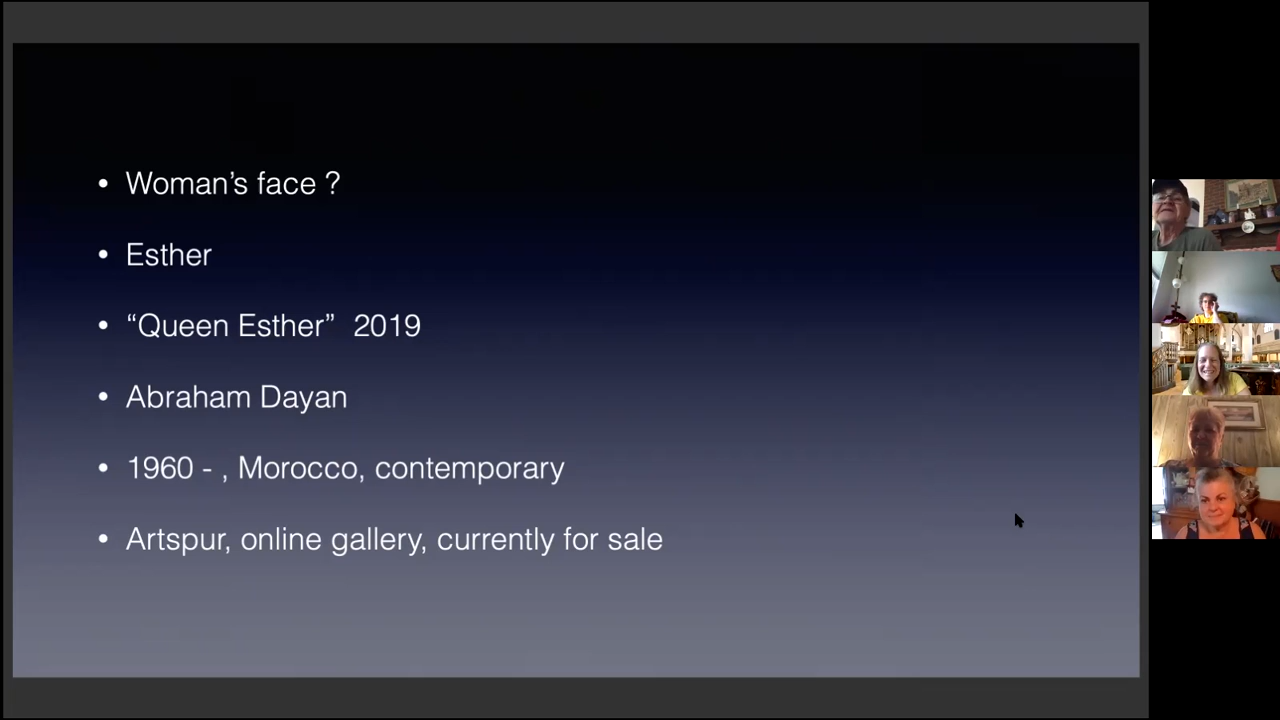 • Woman’s face ?
• Esther
• “Queen Esther” 2019
• Abraham Dayan
• 1960 - , Morocco, contemporary
• Artspur, online gallery, currently for sale